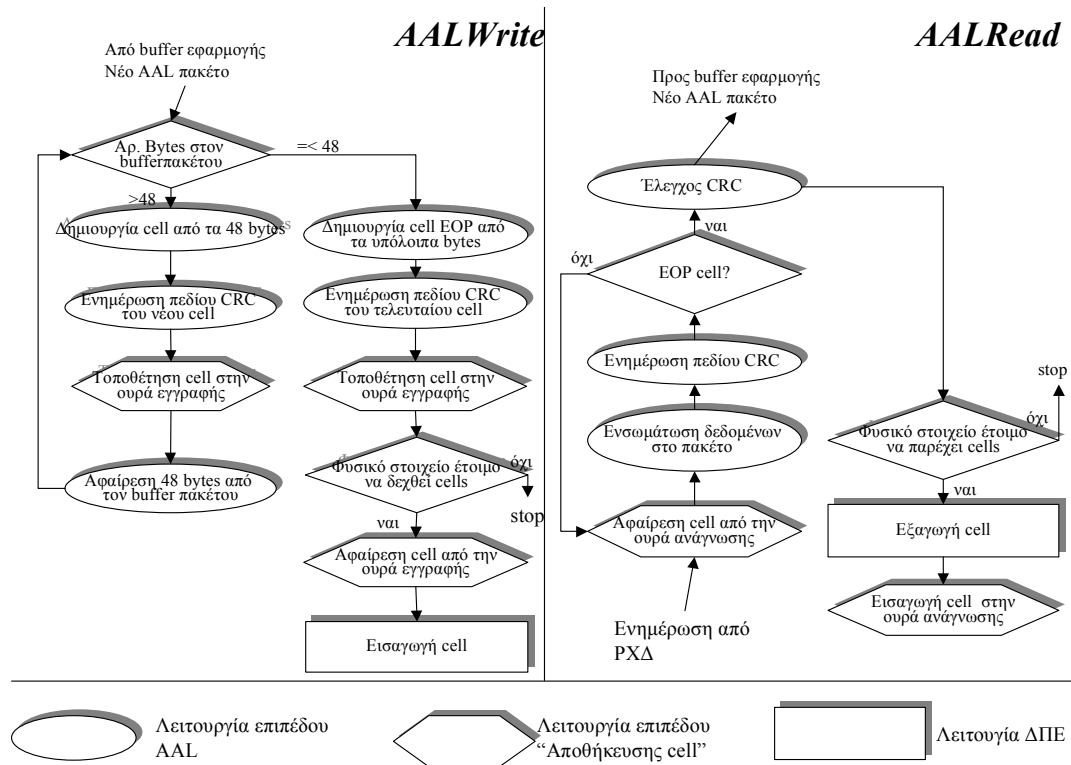 AALWrite
Από buffer εφαρμογής
Νέο AAL πακέτο
Αρ. Bytes στον
bufferπακέτου
=< 48
>48
Δημιουργία cell από τα 48 bytes
Ενημέρωση πεδίου CRC
του νέου cell
Τοποθέτηση cell στην
ουρά εγγραφής
Αφαίρεση 48 bytes από
τον buffer πακέτου
Δημιουργία cell EOP από
τα υπόλοιπα bytes
Ενημέρωση πεδίου CRC
του τελευταίου cell
Τοποθέτηση cell στην
ουρά εγγραφής
Φυσικό στοιχείο έτοιμο
να δεχθεί cells
όχι
stop
ναι
Αφαίρεση cell από την
ουρά εγγραφής
Εισαγωγή cell
AALRead
Προς buffer εφαρμογής
Νέο AAL πακέτο
Έλεγχος CRC
ναι
όχι
EOP cell?
Ενημέρωση πεδίου CRC
Ενσωμάτωση δεδομένων
στο πακέτο
Αφαίρεση cell από την
ουρά ανάγνωσης
Ενημέρωση από
ΡΧΔ
stop
όχι
Φυσικό στοιχείο έτοιμο
να παρέχει cells
ναι
Εξαγωγή cell
Εισαγωγή cell στην
ουρά ανάγνωσης
Λειτουργία επιπέδου
AAL
Λειτουργία επιπέδου
“Αποθήκευσης cell”
Λειτουγία ΔΠΕ